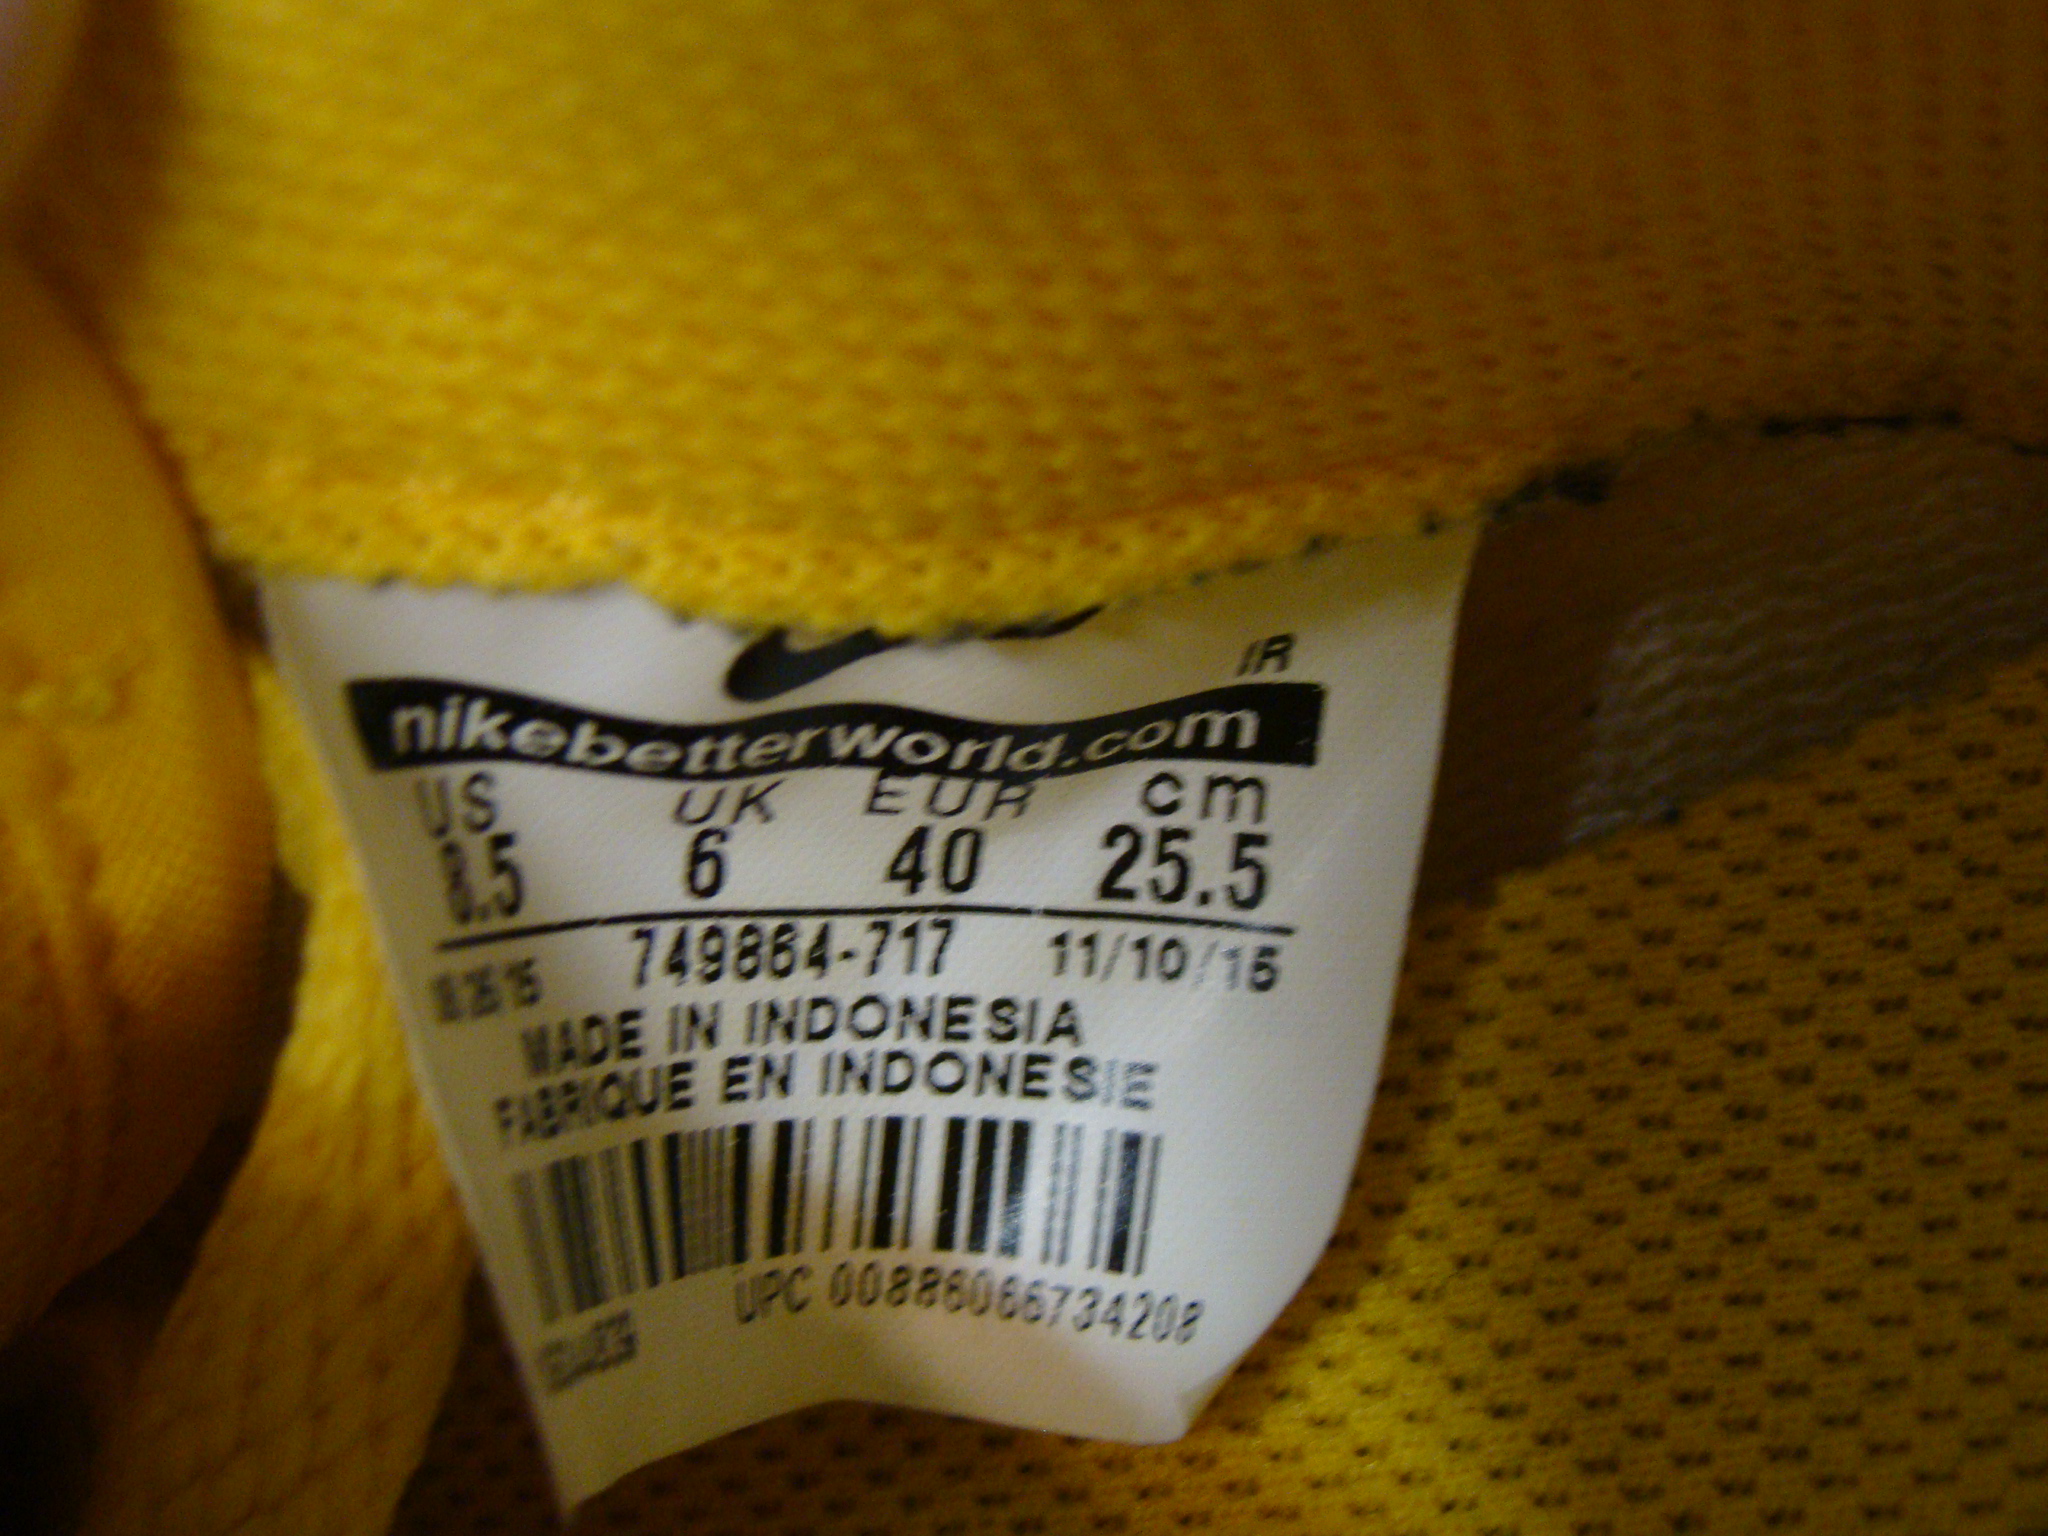 IR
nikebetterworld.com
US UK EUR cm
8.5 6 40 25.5
749864-717 11/10/15
MADE IN INDONESIA
FABRIQUE EN INDONESIE
UPC 00886066734208